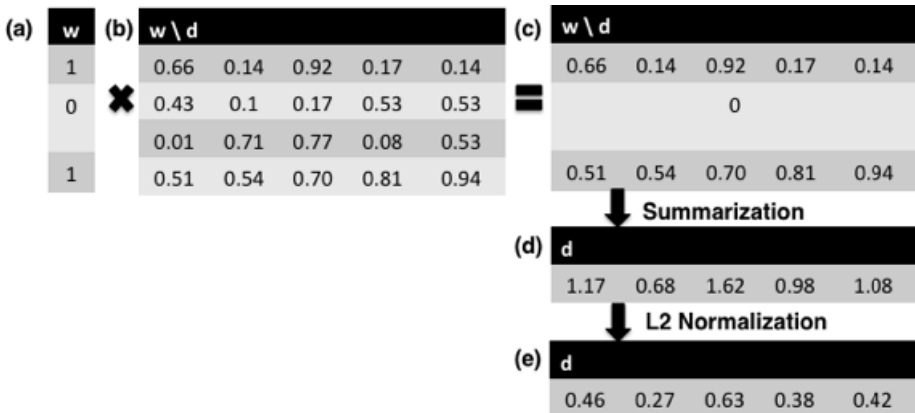 (a) w (b) w \ d (c) w \ d
1 0.66 0.14 0.92 0.17 0.14 0.66 0.14 0.92 0.17 0.14
0 0.43 0.1 0.17 0.53 0.53 0
0.01 0.71 0.77 0.08 0.53
1 0.51 0.54 0.70 0.81 0.94 0.51 0.54 0.70 0.81 0.94
Summarization
(d) d
1.17 0.68 1.62 0.98 1.08
L2 Normalization
(e) d
0.46 0.27 0.63 0.38 0.42